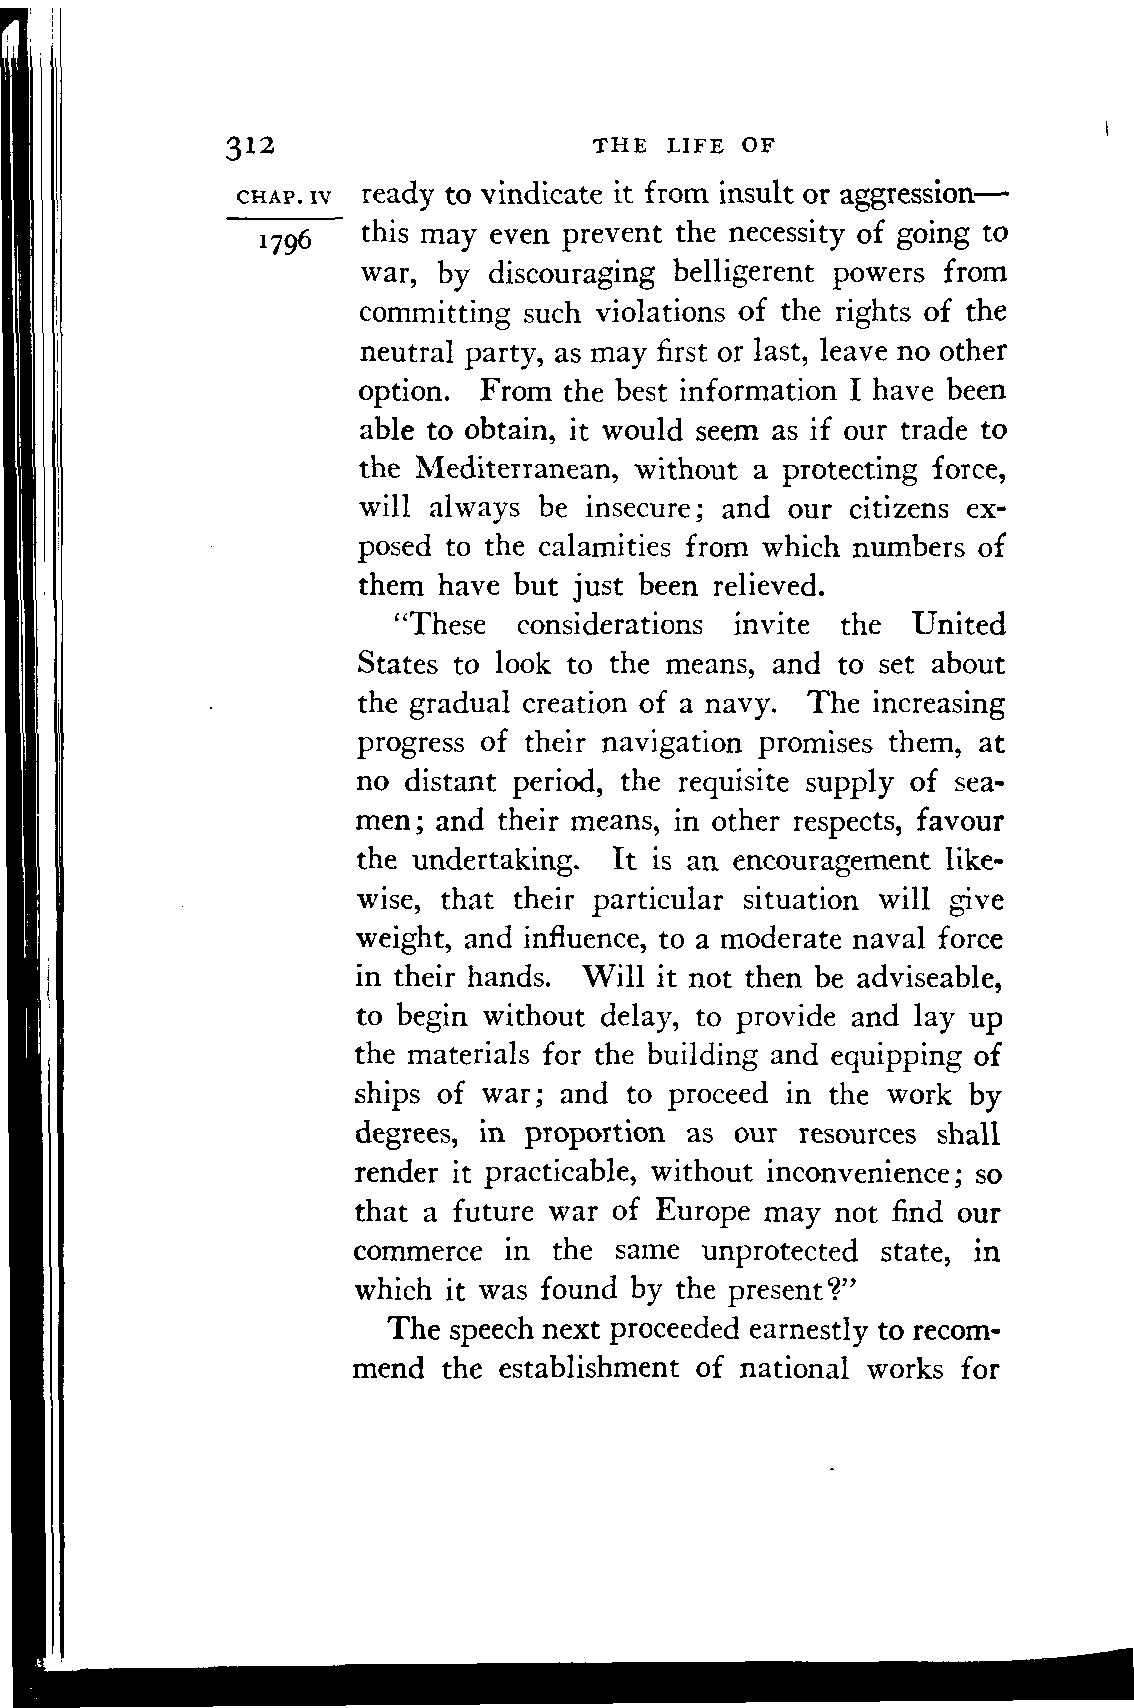 312 THE LIFE OF
CHAP. IV ready to vindicate it from insult or aggression—
1796 this may even prevent the necessity of going to
war, by discouraging belligerent powers from
committing such violations of the rights of the
neutral party, as may first or last, leave no other
option. From the best information I have been
able to obtain, it would seem as if our trade to
the Mediterranean, without a protecting force,
will always be insecure; and our citizens ex-
posed to the calamities from which numbers of
them have but just been relieved.
"These considerations invite the United
States to look to the means, and to set about
the gradual creation of a navy. The increasing
progress of their navigation promises them, at
no distant period, the requisite supply of sea-
men; and their means, in other respects, favour
the undertaking. It is an encouragement like-
wise, that their particular situation will give
weight, and influence, to a moderate naval force
in their hands. Will it not then be adviseable,
to begin without delay, to provide and lay up
the materials for the building and equipping of
ships of war; and to proceed in the work by
degrees, in proportion as our resources shall
render it practicable, without inconvenience; so
that a future war of Europe may not find our
commerce in the same unprotected state, in
which it was found by the present?"
The speech next proceeded earnestly to recom-
mend the establishment of national works for